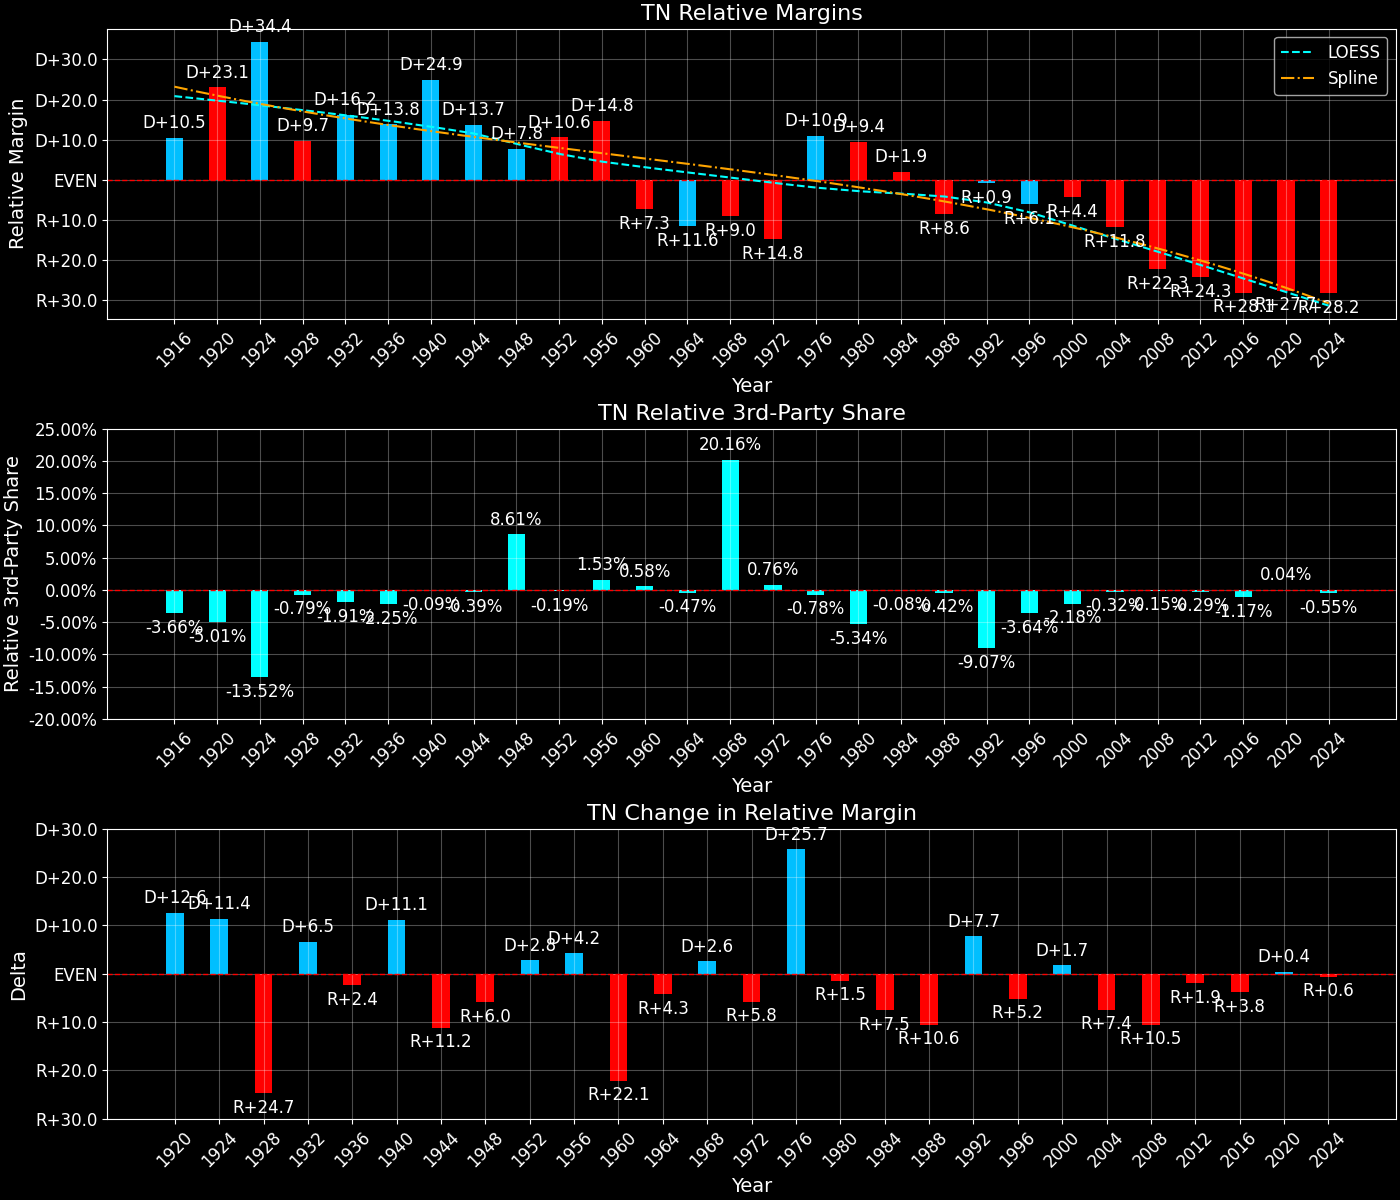 TN Relative Margins
Relative Margin
D+30.0
D+20.0
D+10.0
EVEN
R+10.0
R+20.0
R+30.0
LOESS
Spline
D+10.5
D+23.1
D+34.4
D+9.7
D+16.2
D+13.8
D+24.9
D+13.7
D+7.8
D+10.6
D+14.8
R+7.3
R+11.6
R+9.0
R+14.8
D+10.9
D+9.4
D+1.9
R+8.6
R+0.9
R+6.1
R+4.4
R+11.8
R+22.3
R+24.3
R+28.1
R+28.2
1916 1920 1924 1928 1932 1936 1940 1944 1948 1952 1956 1960 1964 1968 1972 1976 1980 1984 1988 1992 1996 2000 2004 2008 2012 2016 2020 2024
Year
TN Relative 3rd-Party Share
Relative 3rd-Party Share
25.00%
20.00%
15.00%
10.00%
5.00%
0.00%
-5.00%
-10.00%
-15.00%
-20.00%
-3.66%
-5.01%
-13.52%
-0.79%
-1.91%
-2.25%
-0.09%
-0.39%
8.61%
-0.19%
1.53%
0.58%
-0.47%
20.16%
0.76%
-0.78%
-5.34%
-0.08%
-0.42%
-9.07%
-3.64%
-2.18%
-0.32%
-0.15%
-0.29%
-1.17%
0.04%
-0.55%
1916 1920 1924 1928 1932 1936 1940 1944 1948 1952 1956 1960 1964 1968 1972 1976 1980 1984 1988 1992 1996 2000 2004 2008 2012 2016 2020 2024
Year
TN Change in Relative Margin
Delta
D+30.0
D+20.0
D+10.0
EVEN
R+10.0
R+20.0
R+30.0
D+12.6
D+11.4
R+24.7
D+6.5
R+2.4
D+11.1
R+11.2
R+6.0
D+2.8
D+4.2
R+22.1
R+4.3
D+2.6
R+5.8
D+25.7
R+1.5
R+7.5
R+10.6
D+7.7
R+5.2
D+1.7
R+7.4
R+10.5
R+1.9
R+3.8
D+0.4
R+0.6
1920 1924 1928 1932 1936 1940 1944 1948 1952 1956 1960 1964 1968 1972 1976 1980 1984 1988 1992 1996 2000 2004 2008 2012 2016 2020 2024
Year